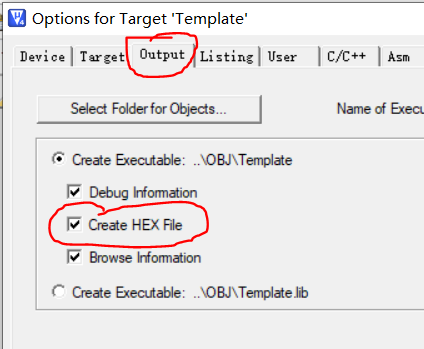 Options for Target 'Template'
Device Target Output Listing User C/C++ Asm
Select Folder for Objects... Name of Execu
Create Executable: ..\OBJ\Template
Debug Information
Create HEX File
Browse Information
Create Executable: ..\OBJ\Template.lib